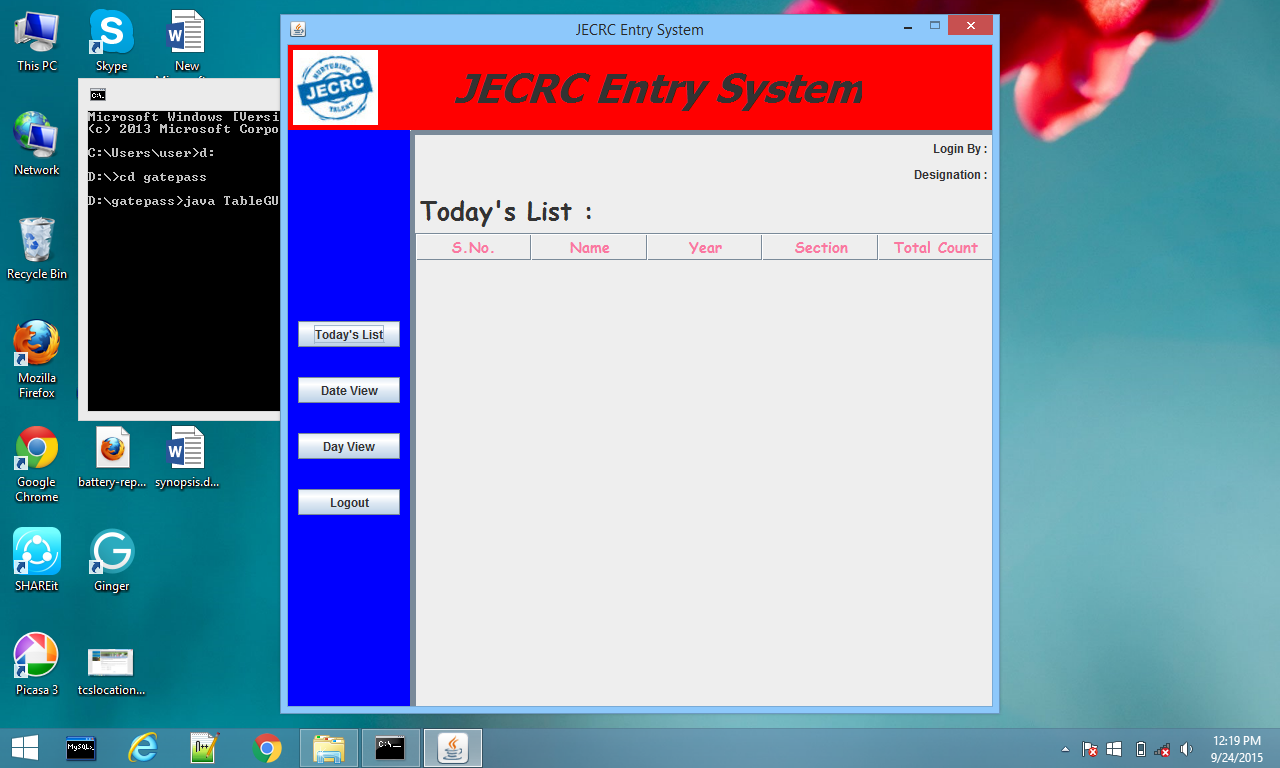 This PC
Skype
New
Network
Recycle Bin
Mozilla
Firefox
Google
Chrome
battery-rep...
synopsis.d...
SHAREit
Ginger
Picasa 3
tcslocation...
C:\.
Microsoft Windows [Versi
(c) 2013 Microsoft Corpo
C:\Users\user>d:
D:\>cd gatepass
D:\gatepass>java TableGU
JECRC Entry System
NURTURING
JECRC
TALENT
JECRC Entry System
Login By :
Designation :
Today's List :
S.No. Name Year Section Total Count
Today's List
Date View
Day View
Logout
MySQL
12:19 PM
9/24/2015